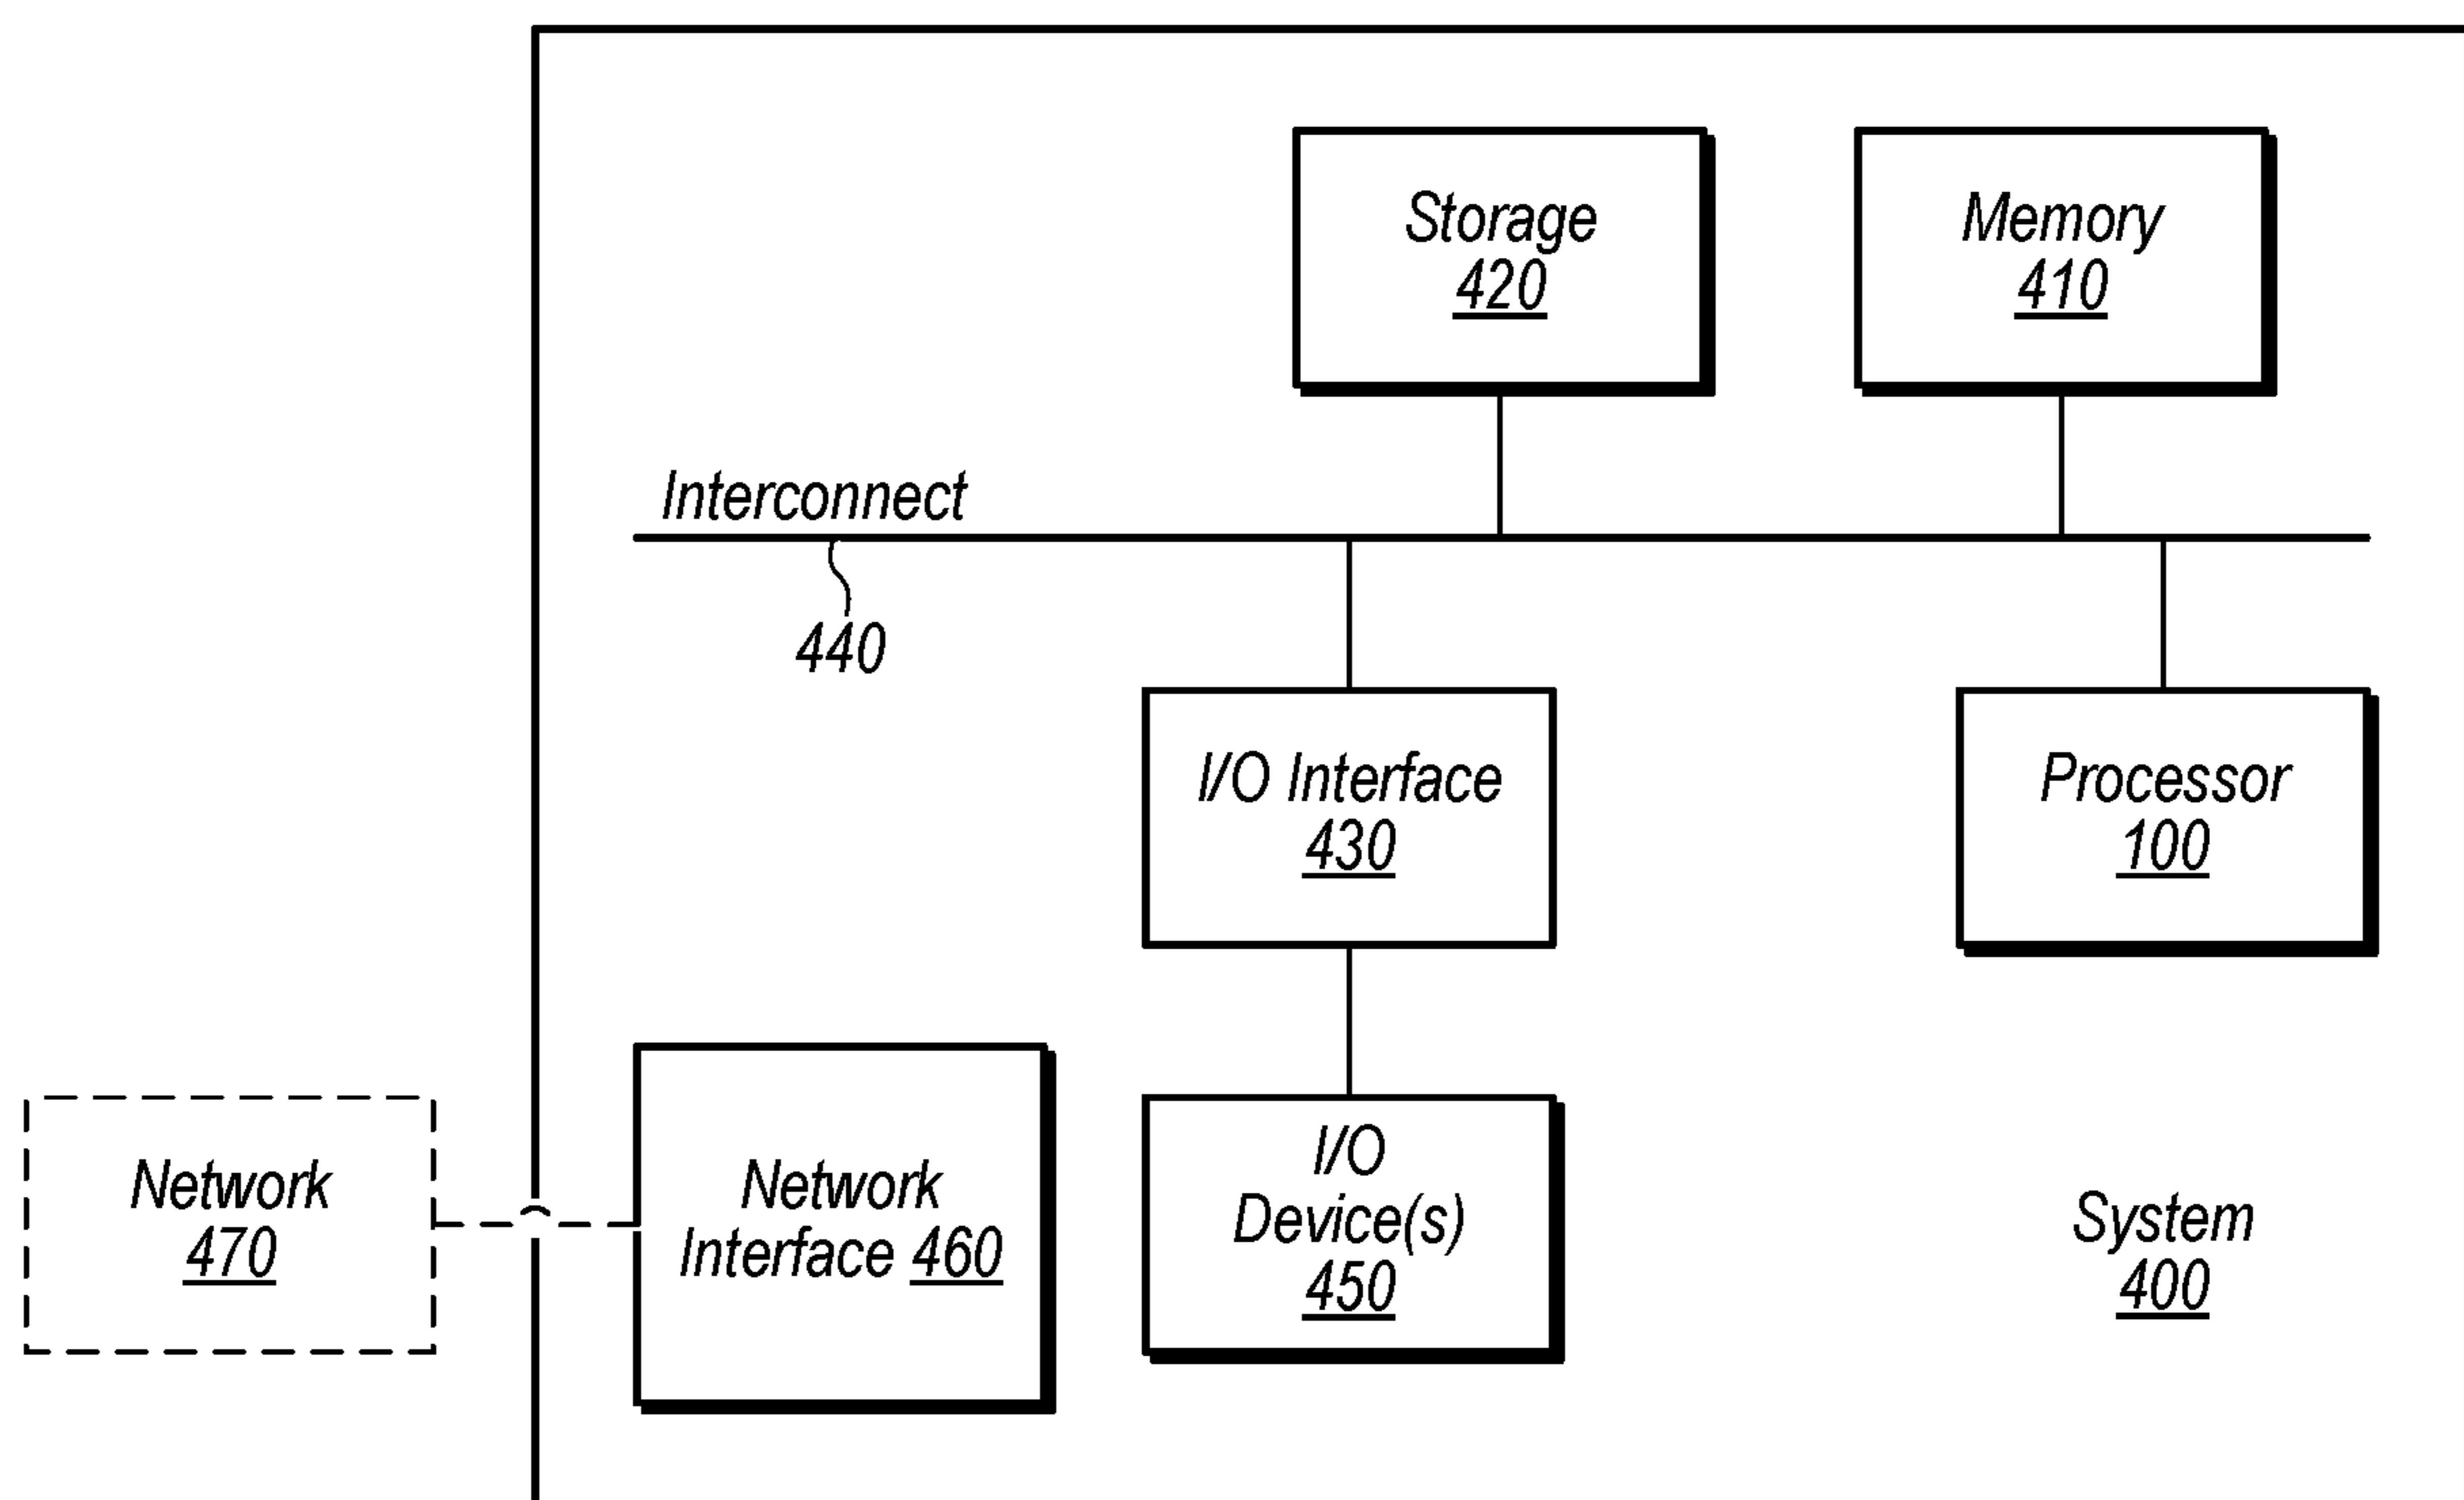 Storage
420
Memory
410
Interconnect
440
I/O Interface
430
Processor
100
Network
470
Network
Interface 460
I/O
Device(s)
450
System
400